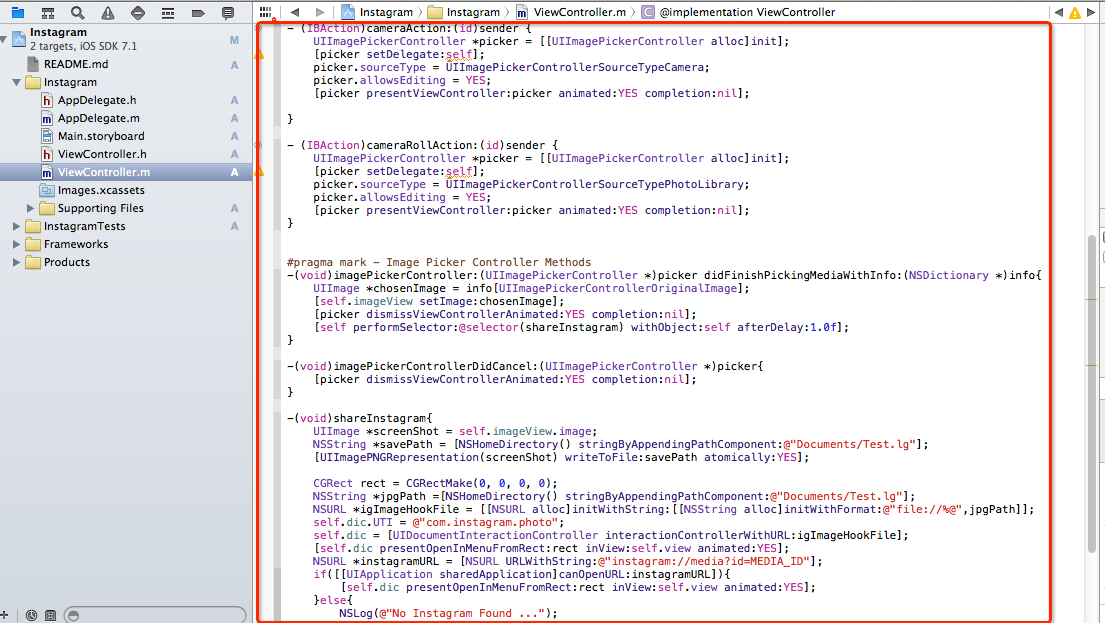 Instagram
2 targets, iOS SDK 7.1
M
README.md
A
Instagram
AppDelegate.h
A
AppDelegate.m
A
Main.storyboard
A
ViewController.h
A
ViewController.m
A
Images.xcassets
Supporting Files
A
InstagramTests
A
Frameworks
Products
Instagram
Instagram
ViewController.m
@implementation ViewController
- (IBAction)cameraAction:(id)sender {
UIImagePickerController *picker = [[UIImagePickerController alloc]init];
[picker setDelegate:self];
picker.sourceType = UIImagePickerControllerSourceTypeCamera;
picker.allowsEditing = YES;
[picker presentViewController:picker animated:YES completion:nil];
}
- (IBAction)cameraRollAction:(id)sender {
UIImagePickerController *picker = [[UIImagePickerController alloc]init];
[picker setDelegate:self];
picker.sourceType = UIImagePickerControllerSourceTypePhotoLibrary;
picker.allowsEditing = YES;
[picker presentViewController:picker animated:YES completion:nil];
}
#pragma mark - Image Picker Controller Methods
-(void)imagePickerController:(UIImagePickerController *)picker didFinishPickingMediaWithInfo:(NSDictionary *)info{
UIImage *chosenImage = info[UIImagePickerControllerOriginalImage];
[self.imageView setImage:chosenImage];
[picker dismissViewControllerAnimated:YES completion:nil];
[self performSelector:@selector(shareInstagram) withObject:self afterDelay:1.0f];
}
-(void)imagePickerControllerDidCancel:(UIImagePickerController *)picker{
[picker dismissViewControllerAnimated:YES completion:nil];
}
-(void)shareInstagram{
UIImage *screenShot = self.imageView.image;
NSString *savePath = [NSHomeDirectory() stringByAppendingPathComponent:@"Documents/Test.lg"];
[UIImagePNGRepresentation(screenShot) writeToFile:savePath atomically:YES];
CGRect rect = CGRectMake(0, 0, 0, 0);
NSString *jpgPath =[NSHomeDirectory() stringByAppendingPathComponent:@"Documents/Test.lg"];
NSURL *igImageHookFile = [[NSURL alloc]initWithString:[[NSString alloc]initWithFormat:@"file://%@",jpgPath]];
self.dic.UTI = @"com.instagram.photo";
self.dic = [UIDocumentInteractionController interactionControllerWithURL:igImageHookFile];
[self.dic presentOpenInMenuFromRect:rect inView:self.view animated:YES];
NSURL *instagramURL = [NSURL URLWithString:@"instagram://media?id=MEDIA_ID"];
if([[UIApplication sharedApplication]canOpenURL:instagramURL]){
[self.dic presentOpenInMenuFromRect:rect inView:self.view animated:YES];
}else{
NSLog(@"No Instagram Found ...");